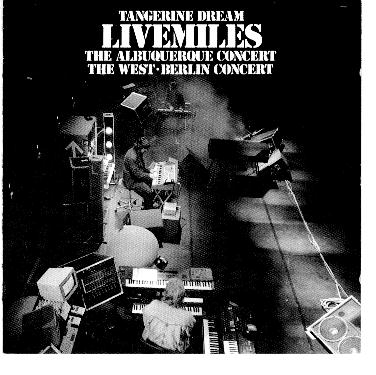 TANGERINE DREAM
LIVEMILES
THE ALBUQUERQUE CONCERT
THE WEST·BERLIN CONCERT